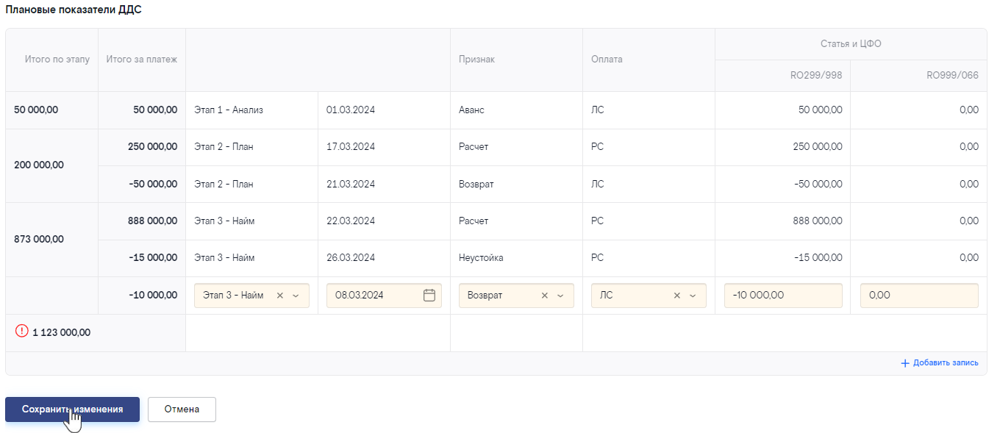 Плановые показатели ДДС
Итого по этапу Итого за платеж Признак Оплата Статья и ЦФО
RO299/998 RO999/066
50 000,00 50 000,00 Этап 1 - Анализ 01.03.2024 Аванс ЛС 50 000,00 0,00
200 000,00 250 000,00 Этап 2 - План 17.03.2024 Расчет РС 250 000,00 0,00
-50 000,00 Этап 2 - План 21.03.2024 Возврат ЛС -50 000,00 0,00
873 000,00 888 000,00 Этап 3 - Найм 22.03.2024 Расчет РС 888 000,00 0,00
-15 000,00 Этап 3 - Найм 26.03.2024 Неустойка РС -15 000,00 0,00
-10 000,00 Этап 3 - Найм 08.03.2024 Возврат ЛС -10 000,00 0,00
1 123 000,00
+ Добавить запись
Сохранить изменения Отмена